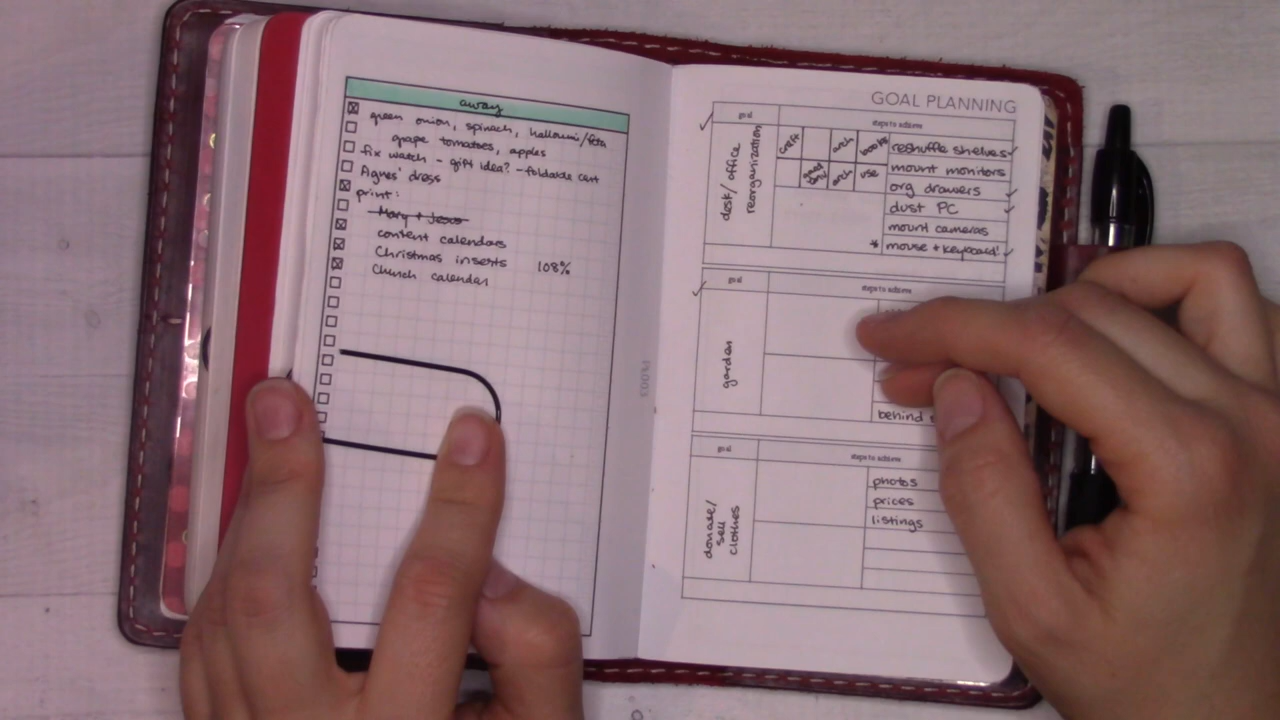 away
green onion, spinach, halloumi/feta
grape tomatoes, apples
fix watch - gift idea? - foldable cart
Agnes' dress
print:
Mary + Jesus
content calendars
Christmas inserts 108%
Church calendar
GOAL PLANNING
goal
steps to achieve
desk/office
reorganization
craft
arch
books
arch
use
reshuffle shelves
mount monitors
org drawers
dust PC
mount cameras
* mouse + keyboard!
goal
steps to achieve
garden
behind
goal
steps to achieve
donate/
sell
clothes
photos
prices
listings